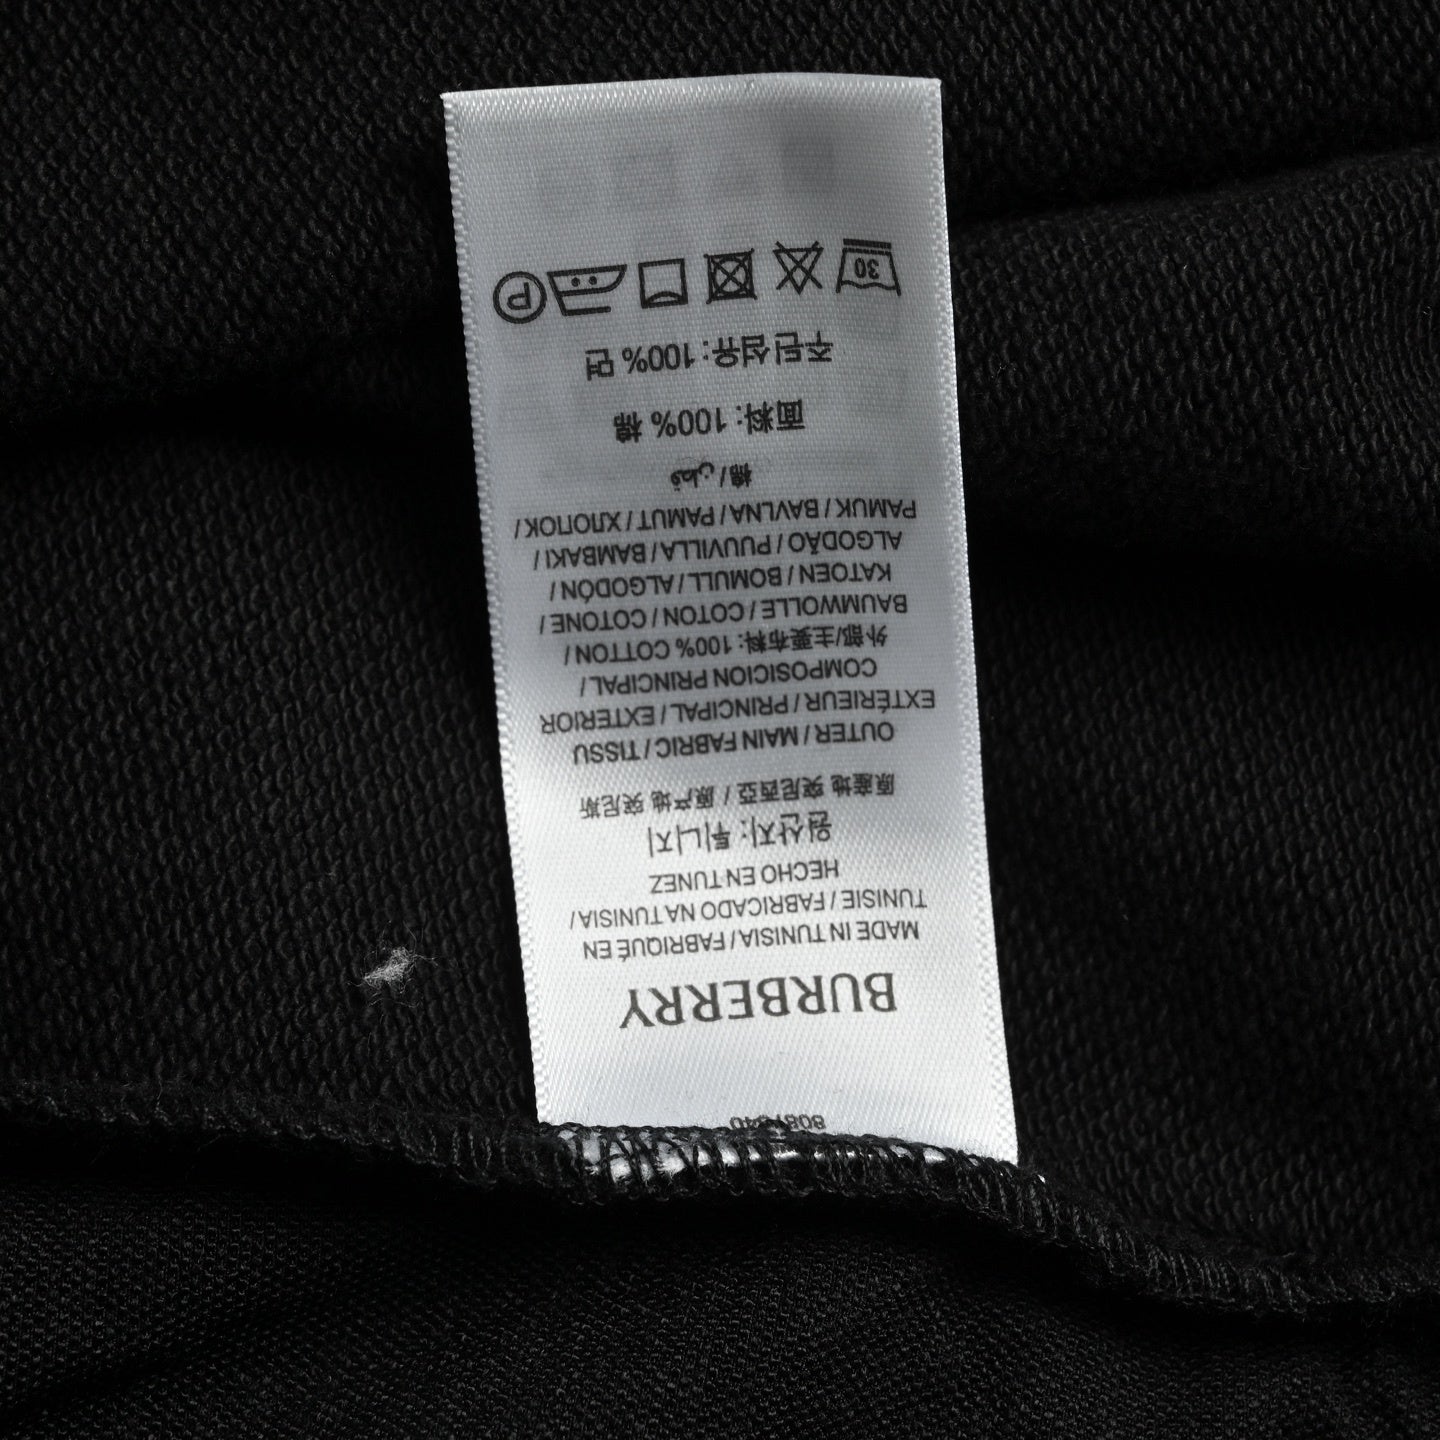 BURBERRY
MADE IN TUNISIA / FABRIQUÉ EN
TUNISIE / FABRICADO NA TUNISIA /
HECHO EN TUNEZ
원산지: 튀니지
原產地 突尼西亞 / 原产地 突尼斯
OUTER / MAIN FABRIC / TISSU
EXTÉRIEUR / PRINCIPAL / EXTERIOR
COMPOSICION PRINCIPAL /
外部/主要布料: 100% COTTON /
BAUMWOLLE / COTON / COTONE /
KATOEN / BOMULL / ALGODÓN /
ALGODÃO / PUUVILLA / BAMBAKI /
PAMUK / BAVLNA / PAMUT / ХЛОПОК /
棉 / قطن
面料: 100% 棉
주된섬유: 100% 면
30
P